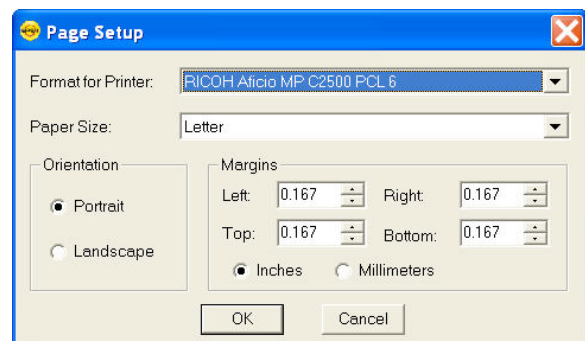 Page Setup
Format for Printer: RICOH Aficio MP C2500 PCL 6
Paper Size: Letter
Orientation
Portrait
Landscape
Margins
Left: 0.167 Right: 0.167
Top: 0.167 Bottom: 0.167
Inches Millimeters
OK Cancel